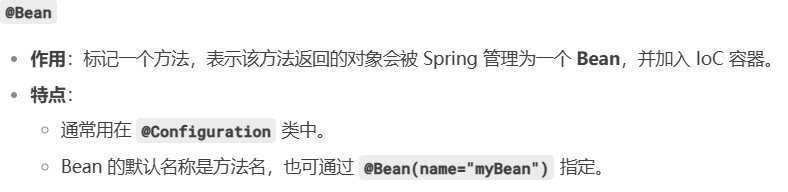 @Bean
作用：标记一个方法，表示该方法返回的对象会被 Spring 管理为一个 Bean，并加入 IoC 容器。
特点：
通常用在 @Configuration 类中。
Bean 的默认名称是方法名，也可通过 @Bean(name="myBean") 指定。